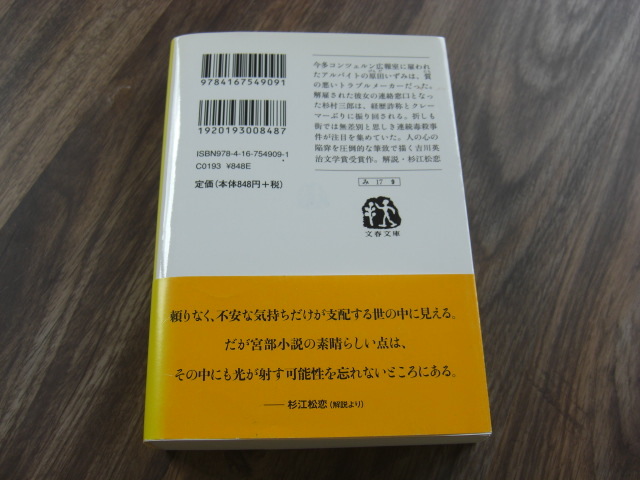 9784167549091
1920193008487
ISBN978-4-16-754909-1
C0193 ¥848E
定価(本体848円+税)
今多コンツェルン広報室に雇われ
たアルバイトの原田いずみは、質
の悪いトラブルメーカーだった。
解雇された彼女の連絡窓口となっ
た杉村三郎は、経歴詐称とクレー
マーぶりに振り回される。折しも
街では無差別と思しき連続毒殺事
件が注目を集めていた。人の心の
陥穽を圧倒的な筆致で描く吉川英
治文学賞受賞作。解説・杉江松恋
み 17 8
文春文庫
頼りなく、不安な気持ちだけが支配する世の中に見える。
だが宮部小説の素晴らしい点は、
その中にも光が射す可能性を忘れないところにある。
──杉江松恋(解説より)